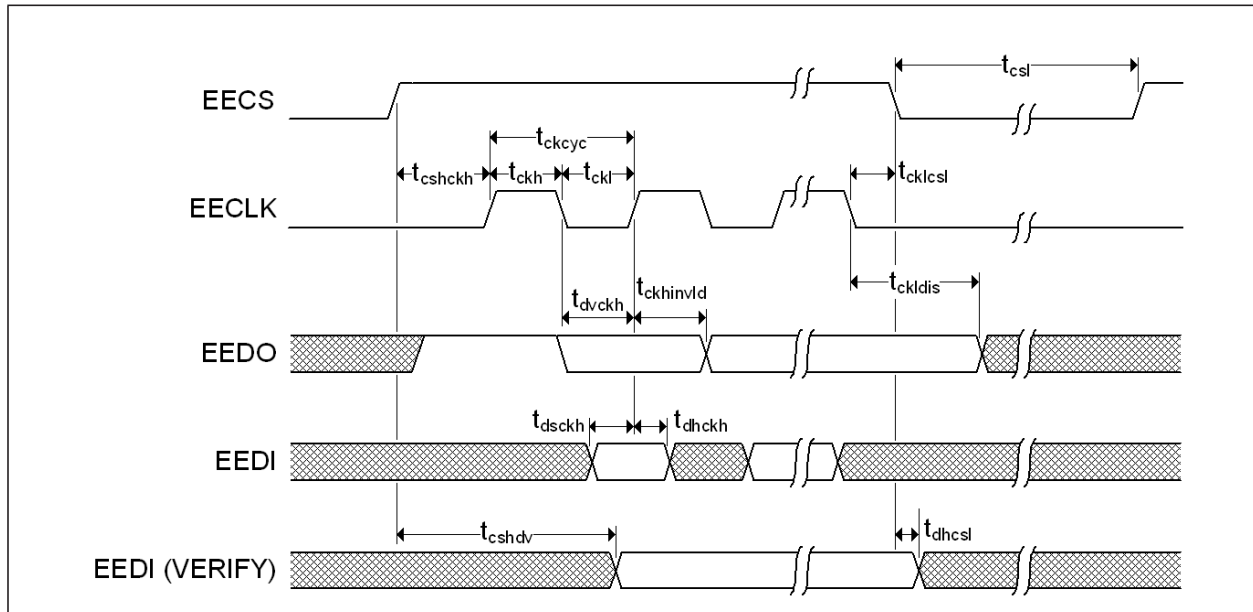 t_csl
EECS
t_ckcyc
t_cshckh t_ckh t_ckl t_cklcsl
EECLK
t_ckldis
t_dvckh t_ckhinvld
EEDO
t_dsckh t_dhckh
EEDI
t_cshdv t_dhcsl
EEDI (VERIFY)